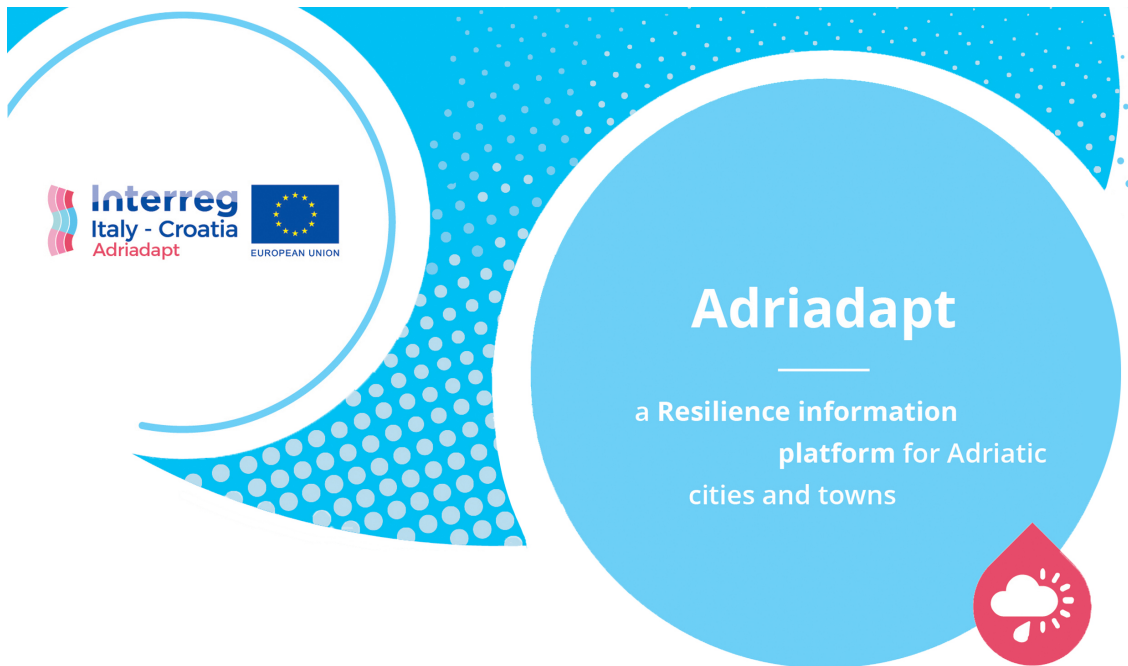 Interreg
Italy - Croatia
Adriadapt
EUROPEAN UNION
Adriadapt
a Resilience information
platform for Adriatic
cities and towns